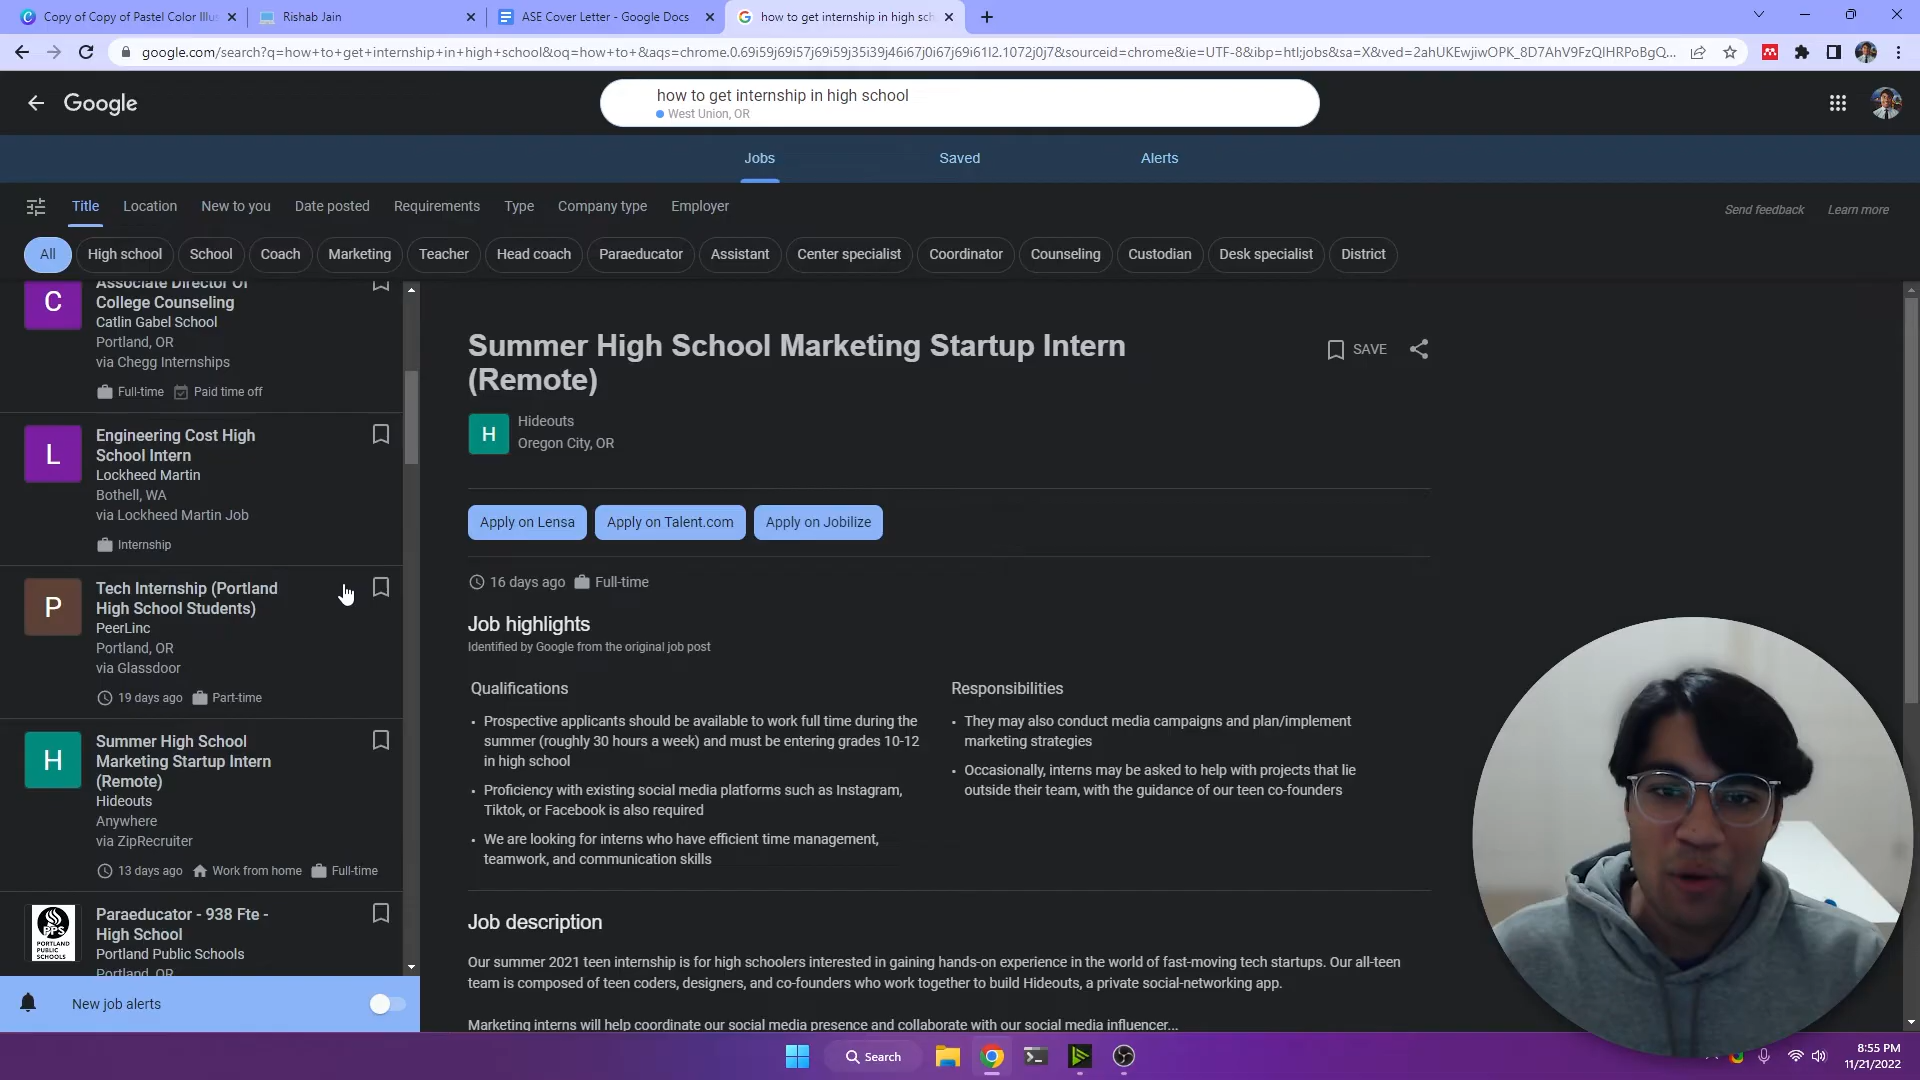 Copy of Copy of Pastel Color Illus
Rishab Jain
ASE Cover Letter - Google Docs
how to get internship in high sch
google.com/search?q=how+to+get+internship+in+high+school&oq=how+to+&aqs=chrome.0.69i59j69i57j69i59j35i39j46i67j0i67j69i61l2.1072j0j7&sourceid=chrome&ie=UTF-8&ibp=htl;jobs&sa=X&ved=2ahUKEwjiwOPK_8D7AhV9FzQIHRPoBgQ...
Google
how to get internship in high school
West Union, OR
Jobs
Saved
Alerts
Title
Location
New to you
Date posted
Requirements
Type
Company type
Employer
Send feedback
Learn more
All
High school
School
Coach
Marketing
Teacher
Head coach
Paraeducator
Assistant
Center specialist
Coordinator
Counseling
Custodian
Desk specialist
District
C
Associate Director Of
College Counseling
Catlin Gabel School
Portland, OR
via Chegg Internships
Full-time
Paid time off
L
Engineering Cost High
School Intern
Lockheed Martin
Bothell, WA
via Lockheed Martin Job
Internship
P
Tech Internship (Portland
High School Students)
PeerLinc
Portland, OR
via Glassdoor
19 days ago
Part-time
H
Summer High School
Marketing Startup Intern
(Remote)
Hideouts
Anywhere
via ZipRecruiter
13 days ago
Work from home
Full-time
PPS
PORTLAND
PUBLIC
SCHOOLS
Paraeducator - 938 Fte -
High School
Portland Public Schools
Portland, OR
New job alerts
Summer High School Marketing Startup Intern
(Remote)
SAVE
H
Hideouts
Oregon City, OR
Apply on Lensa
Apply on Talent.com
Apply on Jobilize
16 days ago
Full-time
Job highlights
Identified by Google from the original job post
Qualifications
• Prospective applicants should be available to work full time during the
summer (roughly 30 hours a week) and must be entering grades 10-12
in high school
• Proficiency with existing social media platforms such as Instagram,
Tiktok, or Facebook is also required
• We are looking for interns who have efficient time management,
teamwork, and communication skills
Responsibilities
• They may also conduct media campaigns and plan/implement
marketing strategies
• Occasionally, interns may be asked to help with projects that lie
outside their team, with the guidance of our teen co-founders
Job description
Our summer 2021 teen internship is for high schoolers interested in gaining hands-on experience in the world of fast-moving tech startups. Our all-teen
team is composed of teen coders, designers, and co-founders who work together to build Hideouts, a private social-networking app.
Marketing interns will help coordinate our social media presence and collaborate with our social media influencer...
Search
8:55 PM
11/21/2022